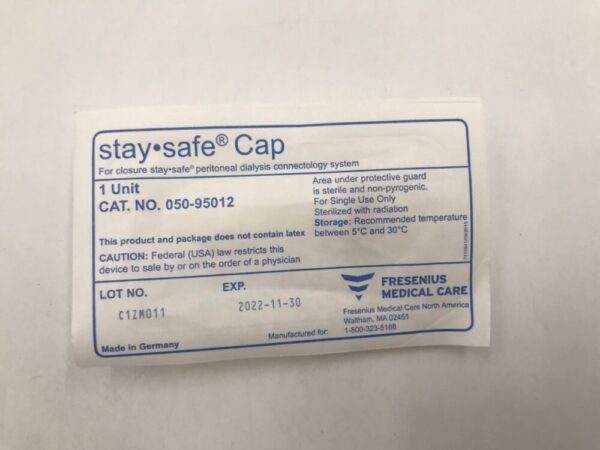 stay•safe® Cap
For closure stay•safe® peritoneal dialysis connectology system
1 Unit
CAT. NO. 050-95012
This product and package does not contain latex
CAUTION: Federal (USA) law restricts this
device to sale by or on the order of a physician
Area under protective guard
is sterile and non-pyrogenic.
For Single Use Only
Sterilized with radiation
Storage: Recommended temperature
between 5°C and 30°C
LOT NO.
C1ZM011
EXP.
2022-11-30
Made in Germany
Manufactured for:
FRESENIUS
MEDICAL CARE
Fresenius Medical Care North America
Waltham, MA 02451
1-800-323-5188